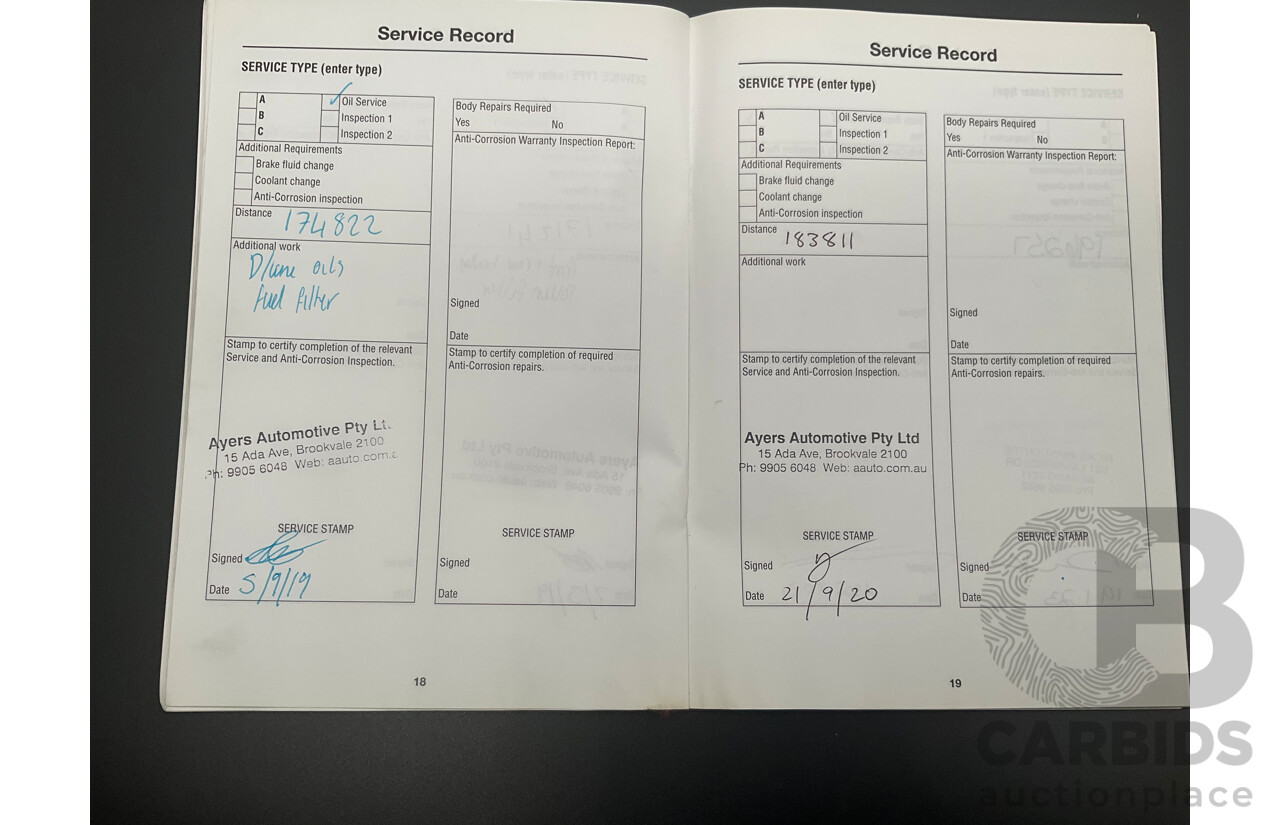 Service Record
SERVICE TYPE (enter type)
A
Oil Service
B
Inspection 1
C
Inspection 2
Additional Requirements
Brake fluid change
Coolant change
Anti-Corrosion inspection
Distance 174822
Additional work
fuel filter
Stamp to certify completion of the relevant
Service and Anti-Corrosion Inspection.
Ayers Automotive Pty Lt
15 Ada Ave, Brookvale 2100
Ph: 9905 6048 Web: aauto.com.a
SERVICE STAMP
Signed
Date 5/9/19
Body Repairs Required
Yes No
Anti-Corrosion Warranty Inspection Report:
Signed
Date
Stamp to certify completion of required
Anti-Corrosion repairs.
SERVICE STAMP
Signed
Date
18
Service Record
SERVICE TYPE (enter type)
A
Oil Service
B
Inspection 1
C
Inspection 2
Additional Requirements
Brake fluid change
Coolant change
Anti-Corrosion inspection
Distance 183811
Additional work
Stamp to certify completion of the relevant
Service and Anti-Corrosion Inspection.
Ayers Automotive Pty Ltd
15 Ada Ave, Brookvale 2100
Ph: 9905 6048 Web: aauto.com.au
SERVICE STAMP
Signed
Date 21/9/20
Body Repairs Required
Yes No
Anti-Corrosion Warranty Inspection Report:
Signed
Date
Stamp to certify completion of required
Anti-Corrosion repairs.
SERVICE STAMP
Signed
Date
19
CB
CARBIDS
auctionplace